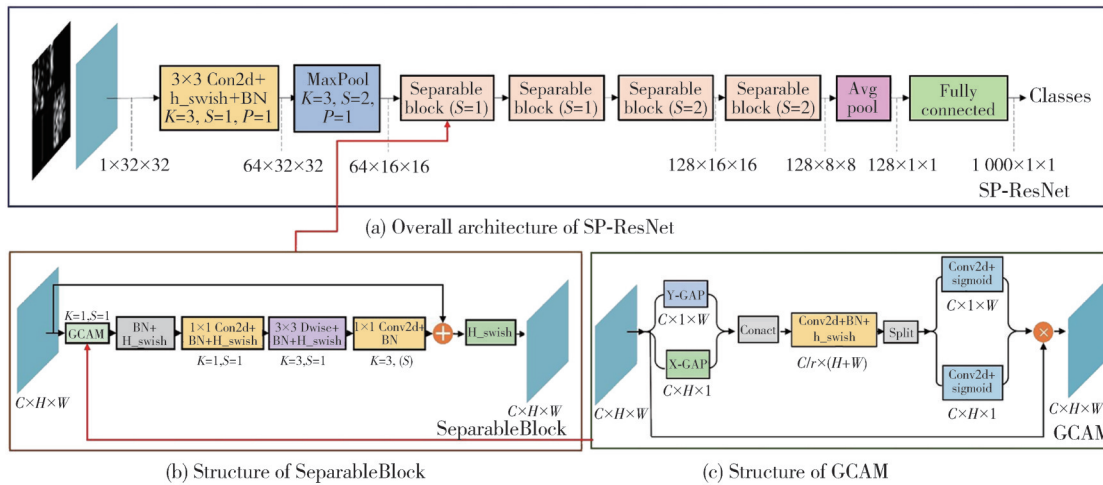 3×3 Con2d+
h_swish+BN
K=3, S=1, P=1
MaxPool
K=3, S=2,
P=1
Separable
block (S=1)
Separable
block (S=1)
Separable
block (S=2)
Separable
block (S=2)
Avg
pool
Fully
connected
Classes
1×32×32
64×32×32
64×16×16
128×16×16
128×8×8
128×1×1
1 000×1×1
SP-ResNet
(a) Overall architecture of SP-ResNet
K=1,S=1
GCAM
BN+
H_swish
1×1 Con2d+
BN+H_swish
K=1,S=1
3×3 Dwise+
BN+H_swish
K=3,S=1
1×1 Conv2d+
BN
K=3, (S)
+
H_swish
C×H×W
C×H×W
SeparableBlock
(b) Structure of SeparableBlock
Y-GAP
C×1×W
X-GAP
C×H×1
Conact
Conv2d+BN+
h_swish
C/r×(H+W)
Split
Conv2d+
sigmoid
C×1×W
Conv2d+
sigmoid
C×H×1
×
C×H×W
C×H×W
GCAM
(c) Structure of GCAM